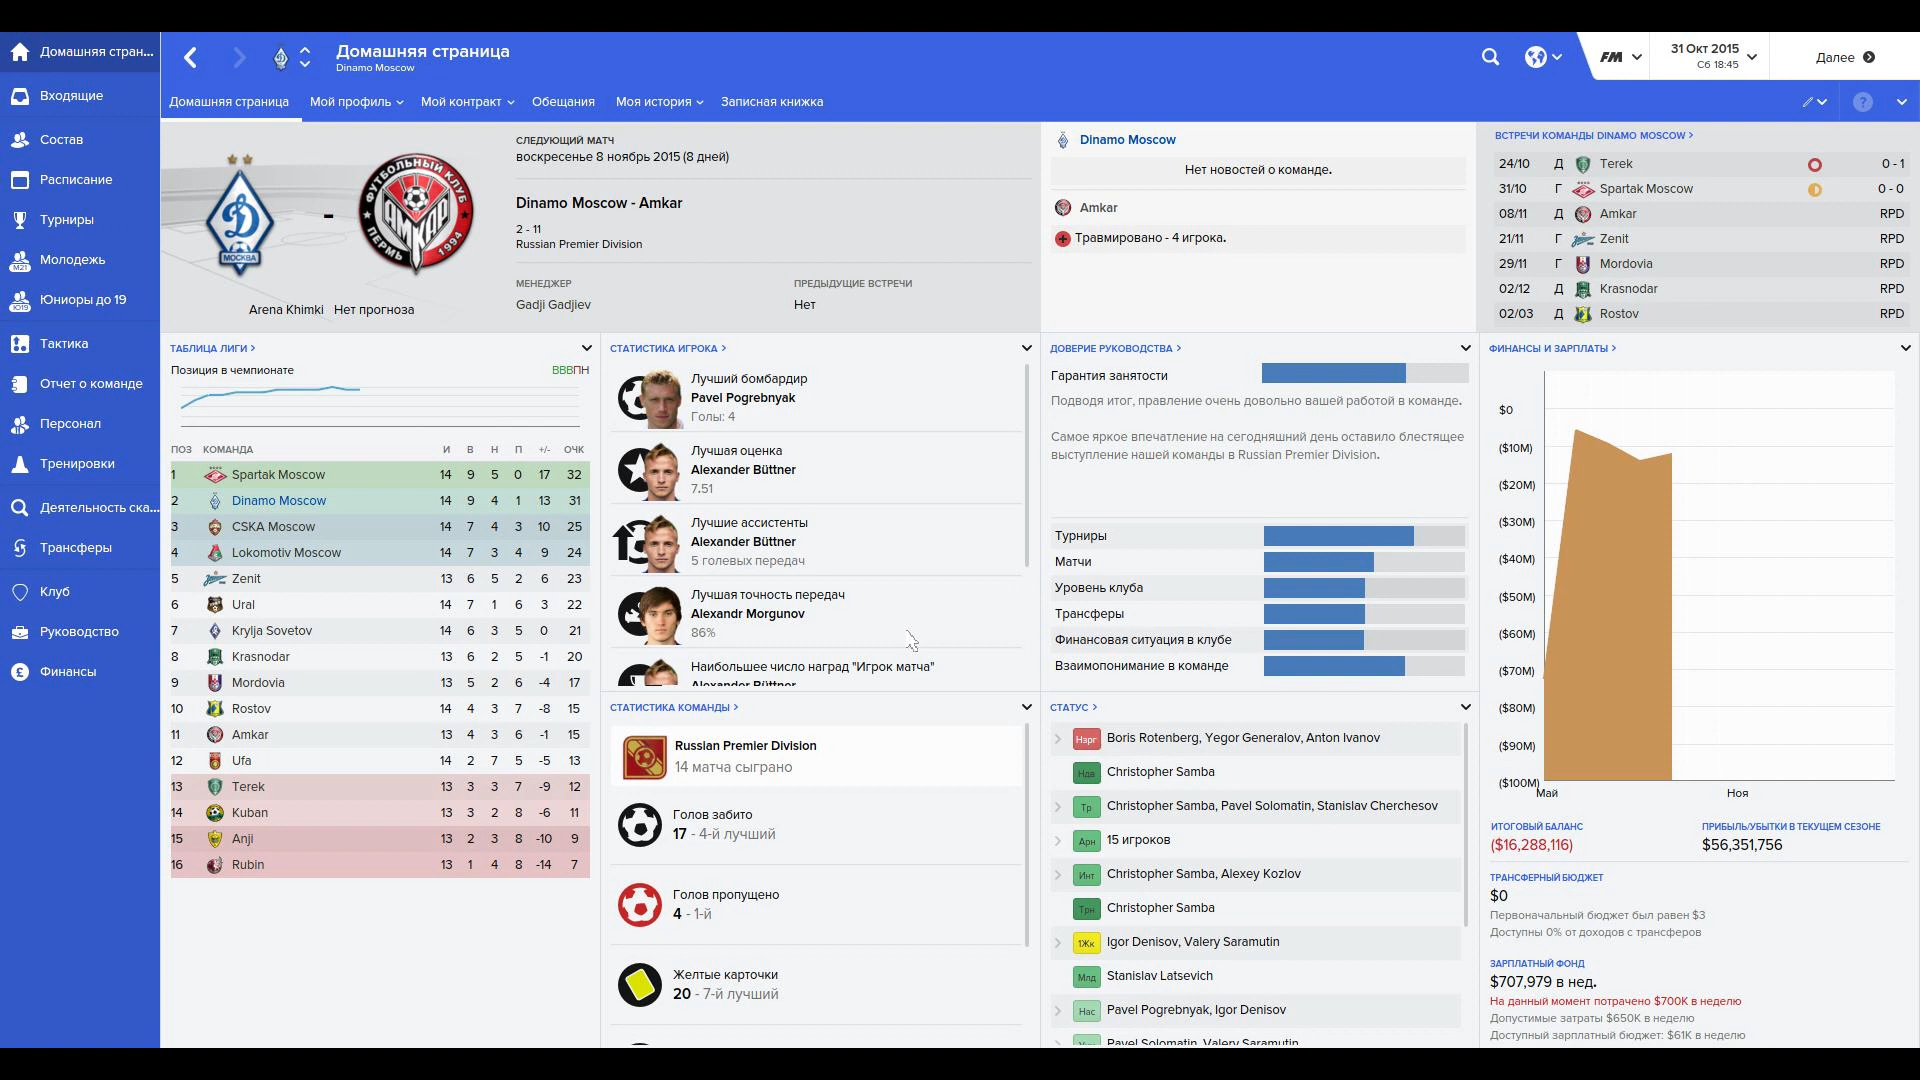 Домашняя стран...
Входящие
Состав
Расписание
Турниры
М21
Молодежь
Ю19
Юниоры до 19
Тактика
Отчет о команде
Персонал
Тренировки
Деятельность ска...
Трансферы
Клуб
Руководство
Финансы
Домашняя страница
Dinamo Moscow
FM
31 Окт 2015
Сб 18:45
Далее
Домашняя страница
Мой профиль
Мой контракт
Обещания
Моя история
Записная книжка
?
МОСКВА
-
ФУТБОЛЬНЫЙ КЛУБ
АМКАР
ПЕРМЬ
1994
Arena Khimki Нет прогноза
СЛЕДУЮЩИЙ МАТЧ
воскресенье 8 ноябрь 2015 (8 дней)
Dinamo Moscow - Amkar
2 - 11
Russian Premier Division
МЕНЕДЖЕР
Gadji Gadjiev
ПРЕДЫДУЩИЕ ВСТРЕЧИ
Нет
Dinamo Moscow
Нет новостей о команде.
Amkar
Травмировано - 4 игрока.
ВСТРЕЧИ КОМАНДЫ DINAMO MOSCOW >
24/10 Д Terek 0 - 1
31/10 Г Spartak Moscow 0 - 0
08/11 Д Amkar RPD
21/11 Г Zenit RPD
29/11 Г Mordovia RPD
02/12 Д Krasnodar RPD
02/03 Д Rostov RPD
ТАБЛИЦА ЛИГИ >
Позиция в чемпионате ВВВПН
ПОЗ КОМАНДА И В Н П +/- ОЧК
1 Spartak Moscow 14 9 5 0 17 32
2 Dinamo Moscow 14 9 4 1 13 31
3 CSKA Moscow 14 7 4 3 10 25
4 Lokomotiv Moscow 14 7 3 4 9 24
5 Zenit 13 6 5 2 6 23
6 Ural 14 7 1 6 3 22
7 Krylja Sovetov 14 6 3 5 0 21
8 Krasnodar 13 6 2 5 -1 20
9 Mordovia 13 5 2 6 -4 17
10 Rostov 14 4 3 7 -8 15
11 Amkar 13 4 3 6 -1 15
12 Ufa 14 2 7 5 -5 13
13 Terek 13 3 3 7 -9 12
14 Kuban 13 3 2 8 -6 11
15 Anji 13 2 3 8 -10 9
16 Rubin 13 1 4 8 -14 7
СТАТИСТИКА ИГРОКА >
Лучший бомбардир
Pavel Pogrebnyak
Голы: 4
Лучшая оценка
Alexander Büttner
7.51
Лучшие ассистенты
Alexander Büttner
5 голевых передач
Лучшая точность передач
Alexandr Morgunov
86%
Наибольшее число наград "Игрок матча"
Alexander Büttner
СТАТИСТИКА КОМАНДЫ >
Russian Premier Division
14 матча сыграно
Голов забито
17 - 4-й лучший
Голов пропущено
4 - 1-й
Желтые карточки
20 - 7-й лучший
ДОВЕРИЕ РУКОВОДСТВА >
Гарантия занятости
Подводя итог, правление очень довольно вашей работой в команде.
Самое яркое впечатление на сегодняшний день оставило блестящее
выступление нашей команды в Russian Premier Division.
Турниры
Матчи
Уровень клуба
Трансферы
Финансовая ситуация в клубе
Взаимопонимание в команде
СТАТУС >
Нзрг Boris Rotenberg, Yegor Generalov, Anton Ivanov
Ндв Christopher Samba
Тр Christopher Samba, Pavel Solomatin, Stanislav Cherchesov
Арн 15 игроков
Инт Christopher Samba, Alexey Kozlov
Трн Christopher Samba
1Жк Igor Denisov, Valery Saramutin
Млд Stanislav Latsevich
Нас Pavel Pogrebnyak, Igor Denisov
Pavel Solomatin, Valery Saramutin
ФИНАНСЫ И ЗАРПЛАТЫ >
$0
($10M)
($20M)
($30M)
($40M)
($50M)
($60M)
($70M)
($80M)
($90M)
($100M)
Май
Ноя
ИТОГОВЫЙ БАЛАНС
($16,288,116)
ПРИБЫЛЬ/УБЫТКИ В ТЕКУЩЕМ СЕЗОНЕ
$56,351,756
ТРАНСФЕРНЫЙ БЮДЖЕТ
$0
Первоначальный бюджет был равен $3
Доступны 0% от доходов с трансферов
ЗАРПЛАТНЫЙ ФОНД
$707,979 в нед.
На данный момент потрачено $700K в неделю
Допустимые затраты $650K в неделю
Доступный зарплатный бюджет: $61K в неделю